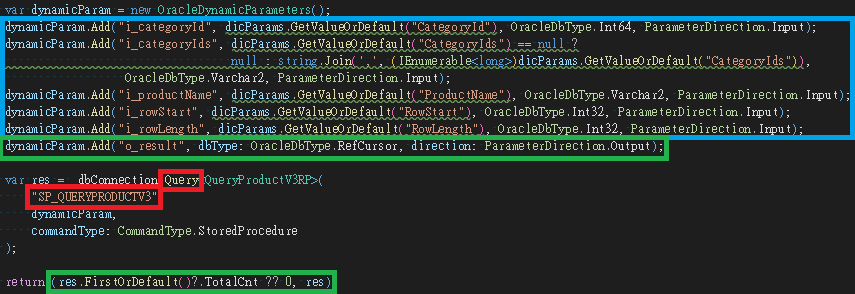 var dynamicParam = new OracleDynamicParameters();
dynamicParam.Add("i_categoryId", dicParams.GetValueOrDefault("CategoryId"), OracleDbType.Int64, ParameterDirection.Input);
dynamicParam.Add("i_categoryIds", dicParams.GetValueOrDefault("CategoryIds") == null ?
null : string.Join(',', (IEnumerable<long>)dicParams.GetValueOrDefault("CategoryIds")),
OracleDbType.Varchar2, ParameterDirection.Input);
dynamicParam.Add("i_productName", dicParams.GetValueOrDefault("ProductName"), OracleDbType.Varchar2, ParameterDirection.Input);
dynamicParam.Add("i_rowStart", dicParams.GetValueOrDefault("RowStart"), OracleDbType.Int32, ParameterDirection.Input);
dynamicParam.Add("i_rowLength", dicParams.GetValueOrDefault("RowLength"), OracleDbType.Int32, ParameterDirection.Input);
dynamicParam.Add("o_result", dbType: OracleDbType.RefCursor, direction: ParameterDirection.Output);
var res = dbConnection Query QueryProductV3RP>(
"SP_QUERYPRODUCTV3"
dynamicParam,
commandType: CommandType.StoredProcedure
);
return (res.FirstOrDefault()?.TotalCnt ?? 0, res)